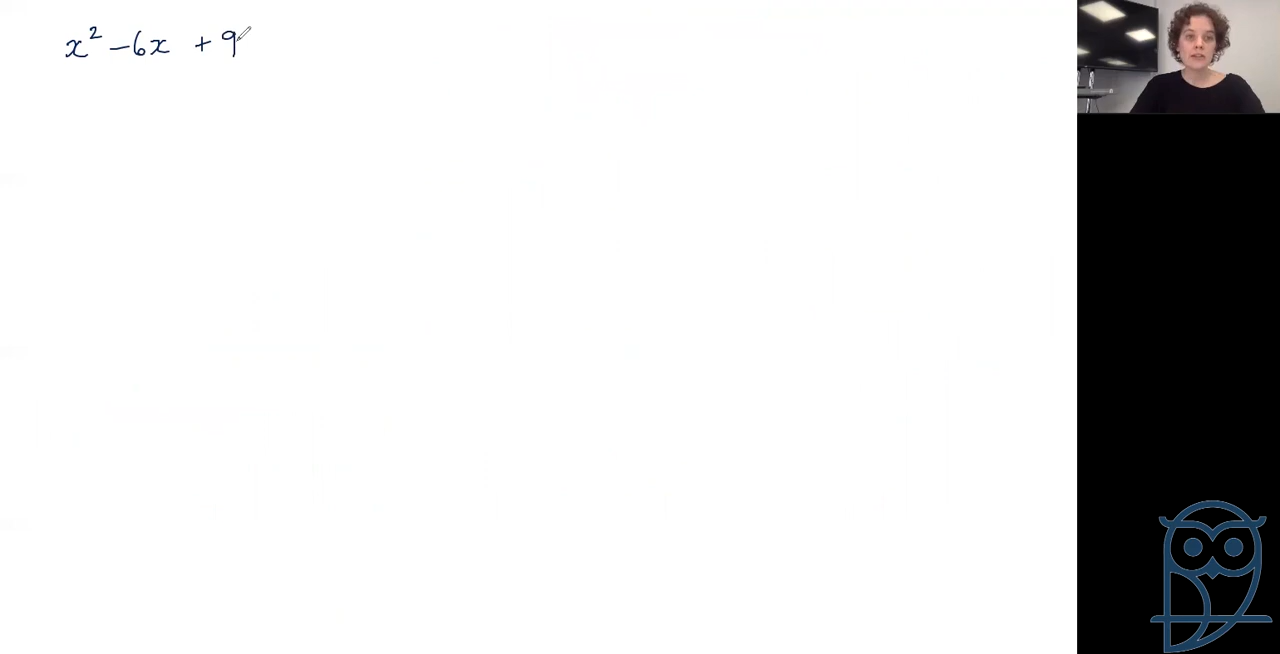 x² - 6x + 9